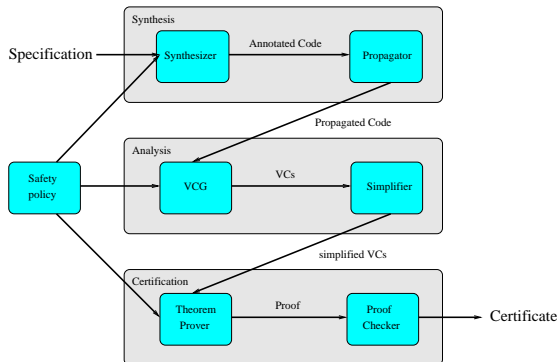 Synthesis
Specification
Synthesizer
Annotated Code
Propagator
Propagated Code
Analysis
Safety
policy
VCG
VCs
Simplifier
simplified VCs
Certification
Theorem
Prover
Proof
Proof
Checker
Certificate